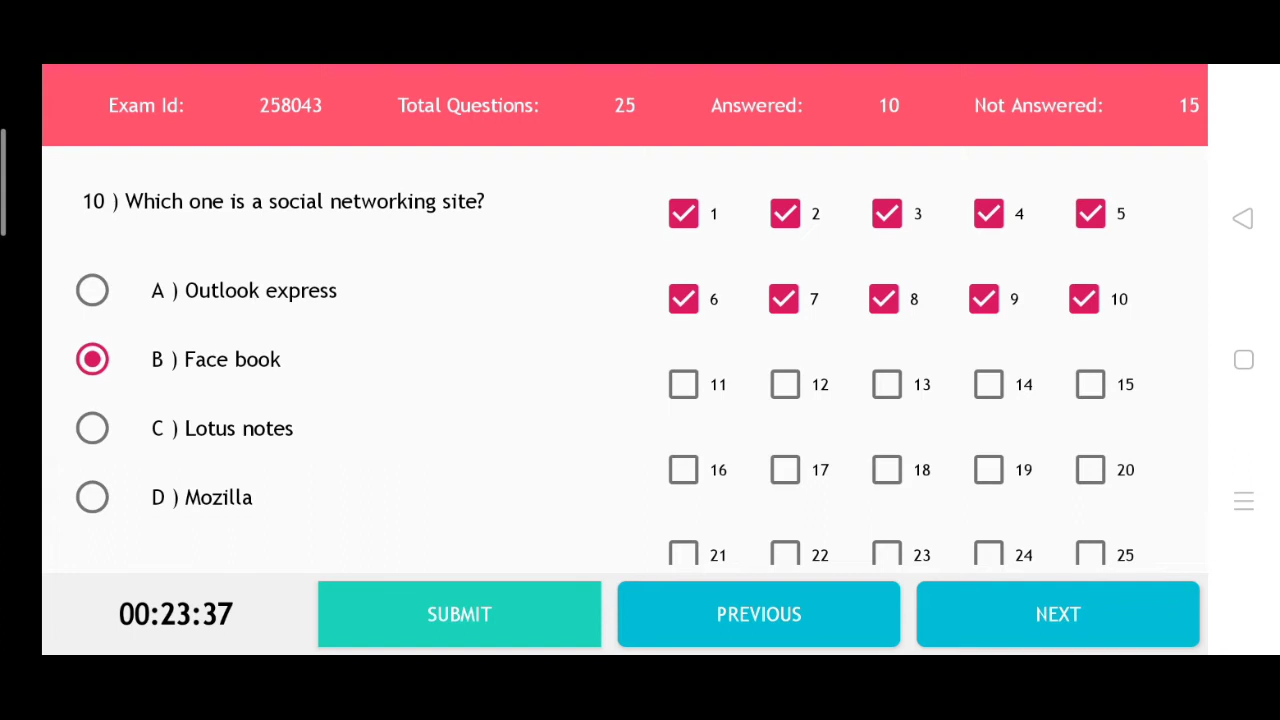 Exam Id: 258043 Total Questions: 25 Answered: 10 Not Answered: 15
10 ) Which one is a social networking site?
A ) Outlook express
B ) Face book
C ) Lotus notes
D ) Mozilla
1 2 3 4 5
6 7 8 9 10
11 12 13 14 15
16 17 18 19 20
21 22 23 24 25
00:23:37 SUBMIT PREVIOUS NEXT